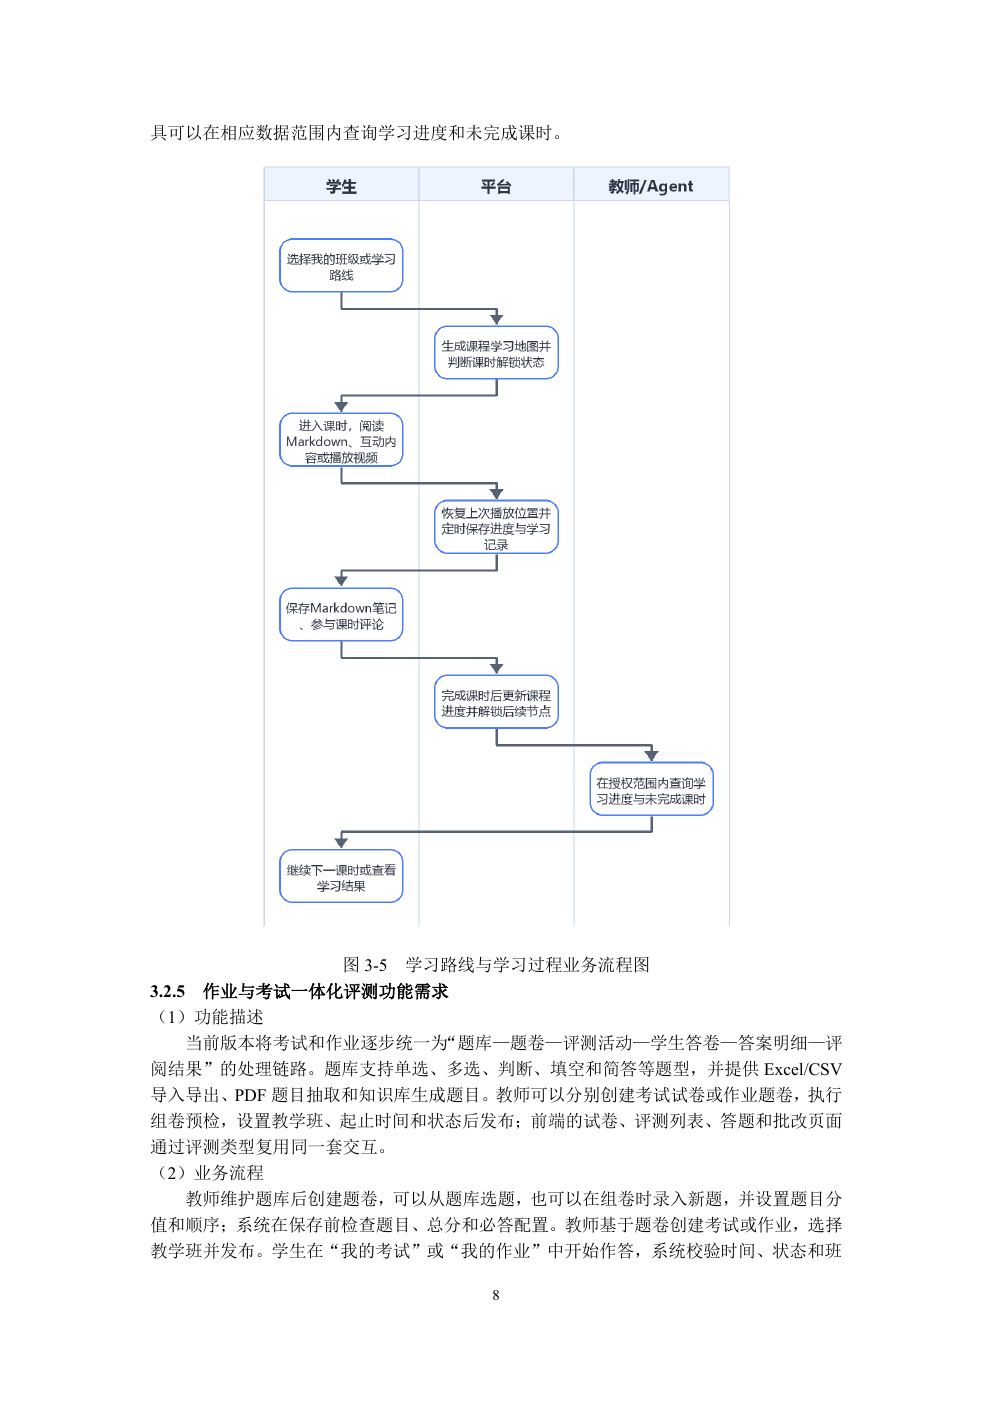 具可以在相应数据范围内查询学习进度和未完成课时。
学生
平台
教师/Agent
选择我的班级或学习
路线
生成课程学习地图并
判断课时解锁状态
进入课时，阅读
Markdown、互动内
容或播放视频
恢复上次播放位置并
定时保存进度与学习
记录
保存Markdown笔记
、参与课时评论
完成课时后更新课程
进度并解锁后续节点
在授权范围内查询学
习进度与未完成课时
继续下一课时或查看
学习结果
图 3-5 学习路线与学习过程业务流程图
3.2.5 作业与考试一体化评测功能需求
（1）功能描述
当前版本将考试和作业逐步统一为“题库—题卷—评测活动—学生答卷—答案明细—评
阅结果”的处理链路。题库支持单选、多选、判断、填空和简答等题型，并提供 Excel/CSV
导入导出、PDF 题目抽取和知识库生成题目。教师可以分别创建考试试卷或作业题卷，执行
组卷预检，设置教学班、起止时间和状态后发布；前端的试卷、评测列表、答题和批改页面
通过评测类型复用同一套交互。
（2）业务流程
教师维护题库后创建题卷，可以从题库选题，也可以在组卷时录入新题，并设置题目分
值和顺序；系统在保存前检查题目、总分和必答配置。教师基于题卷创建考试或作业，选择
教学班并发布。学生在“我的考试”或“我的作业”中开始作答，系统校验时间、状态和班
8